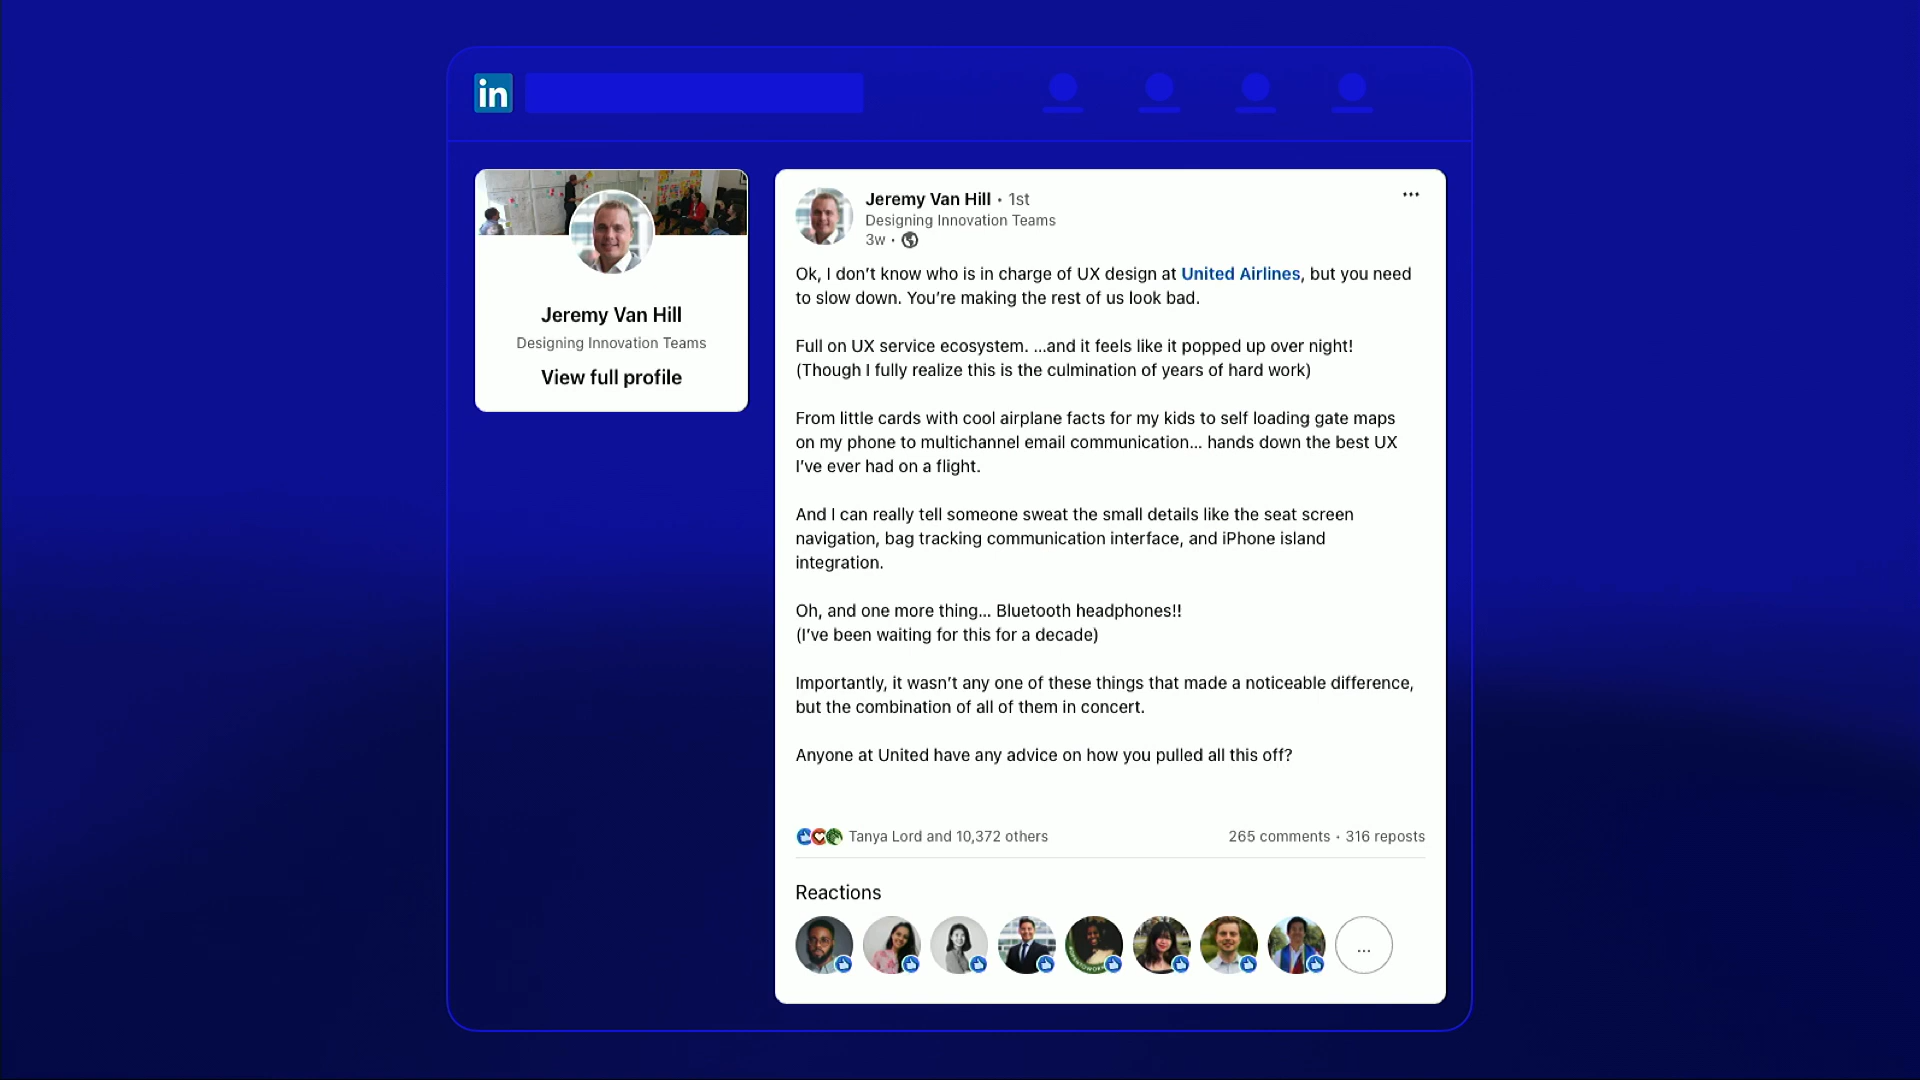 in
Jeremy Van Hill
Designing Innovation Teams
View full profile
Jeremy Van Hill • 1st
Designing Innovation Teams
3w •
Ok, I don’t know who is in charge of UX design at United Airlines, but you need
to slow down. You’re making the rest of us look bad.
Full on UX service ecosystem. ...and it feels like it popped up over night!
(Though I fully realize this is the culmination of years of hard work)
From little cards with cool airplane facts for my kids to self loading gate maps
on my phone to multichannel email communication... hands down the best UX
I’ve ever had on a flight.
And I can really tell someone sweat the small details like the seat screen
navigation, bag tracking communication interface, and iPhone island
integration.
Oh, and one more thing... Bluetooth headphones!!
(I’ve been waiting for this for a decade)
Importantly, it wasn’t any one of these things that made a noticeable difference,
but the combination of all of them in concert.
Anyone at United have any advice on how you pulled all this off?
Tanya Lord and 10,372 others
265 comments • 316 reposts
Reactions
#OPENTOWORK
...